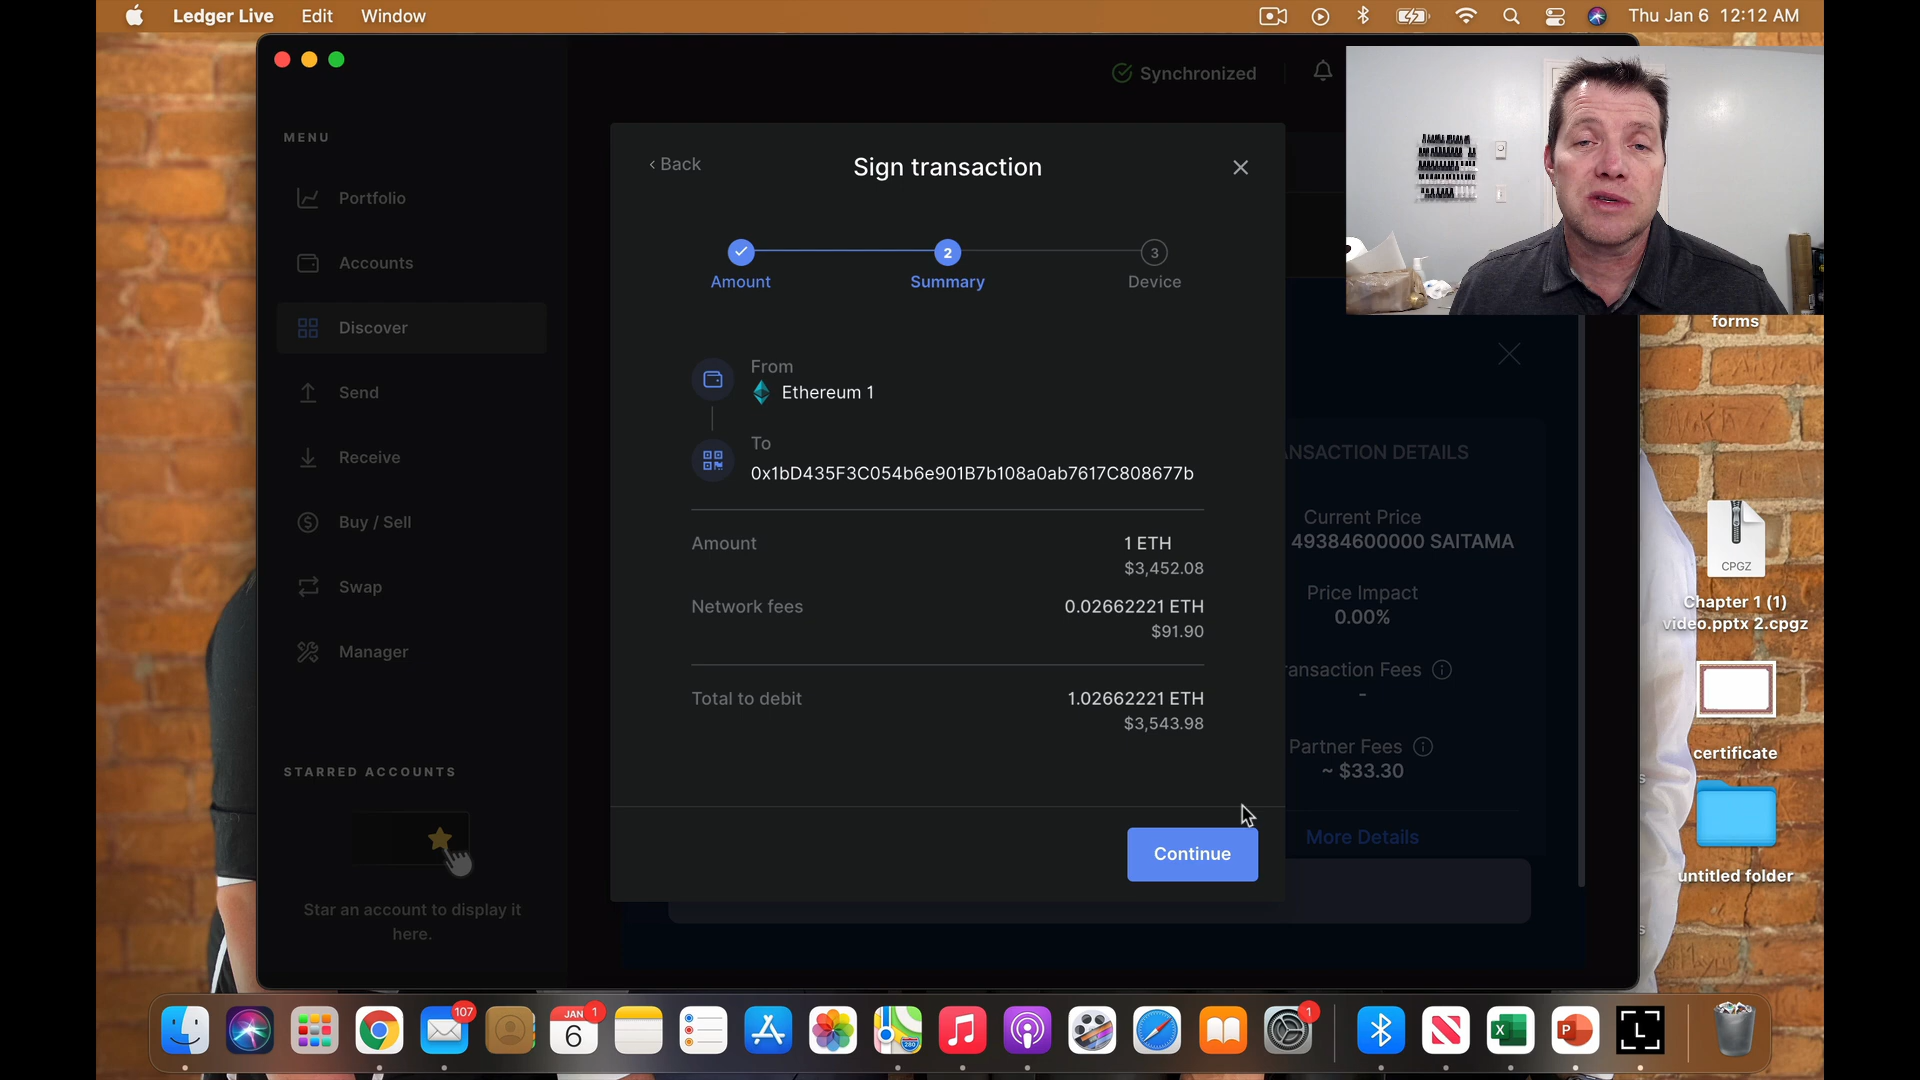 Ledger Live Edit Window Thu Jan 6 12:12 AM
Synchronized
MENU
Portfolio
Accounts
Discover
Send
Receive
Buy / Sell
Swap
Manager
STARRED ACCOUNTS
Star an account to display it
here.
‹ Back
Sign transaction
2
3
Amount
Summary
Device
From
Ethereum 1
To
0x1bD435F3C054b6e901B7b108a0ab7617C808677b
Amount
1 ETH
$3,452.08
Network fees
0.02662221 ETH
$91.90
Total to debit
1.02662221 ETH
$3,543.98
Continue
NSACTION DETAILS
Current Price
49384600000 SAITAMA
Price Impact
0.00%
ansaction Fees
-
Partner Fees
~ $33.30
More Details
forms
CPGZ
Chapter 1 (1)
video.pptx 2.cpgz
certificate
untitled folder
s
s
107
JAN
6
1
280
1
X
P
L